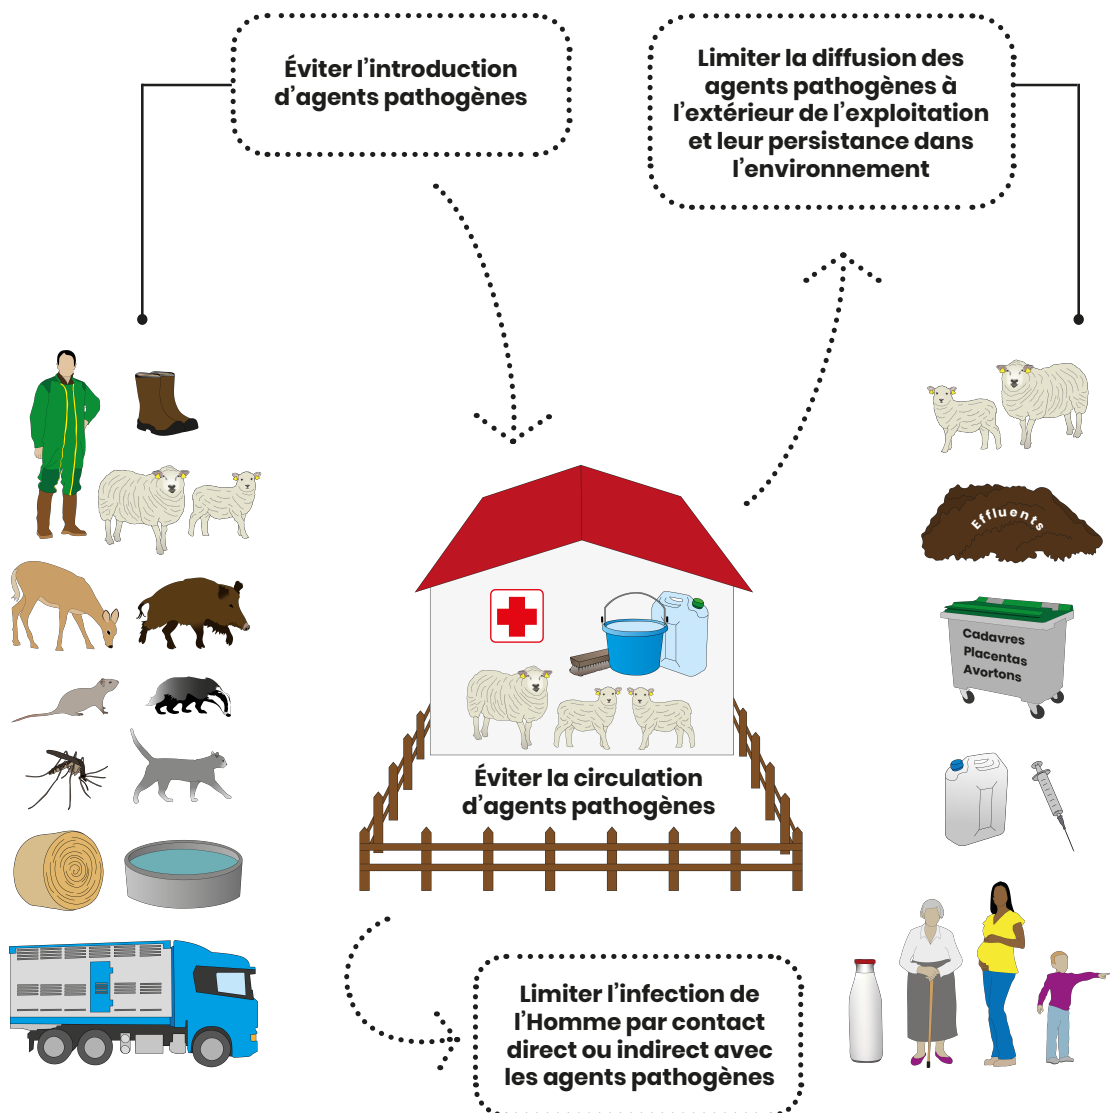 Éviter l’introduction
d’agents pathogènes
Limiter la diffusion des
agents pathogènes à
l’extérieur de l’exploitation
et leur persistance dans
l’environnement
Effluents
Cadavres
Placentas
Avortons
Éviter la circulation
d’agents pathogènes
Limiter l’infection de
l’Homme par contact
direct ou indirect avec
les agents pathogènes